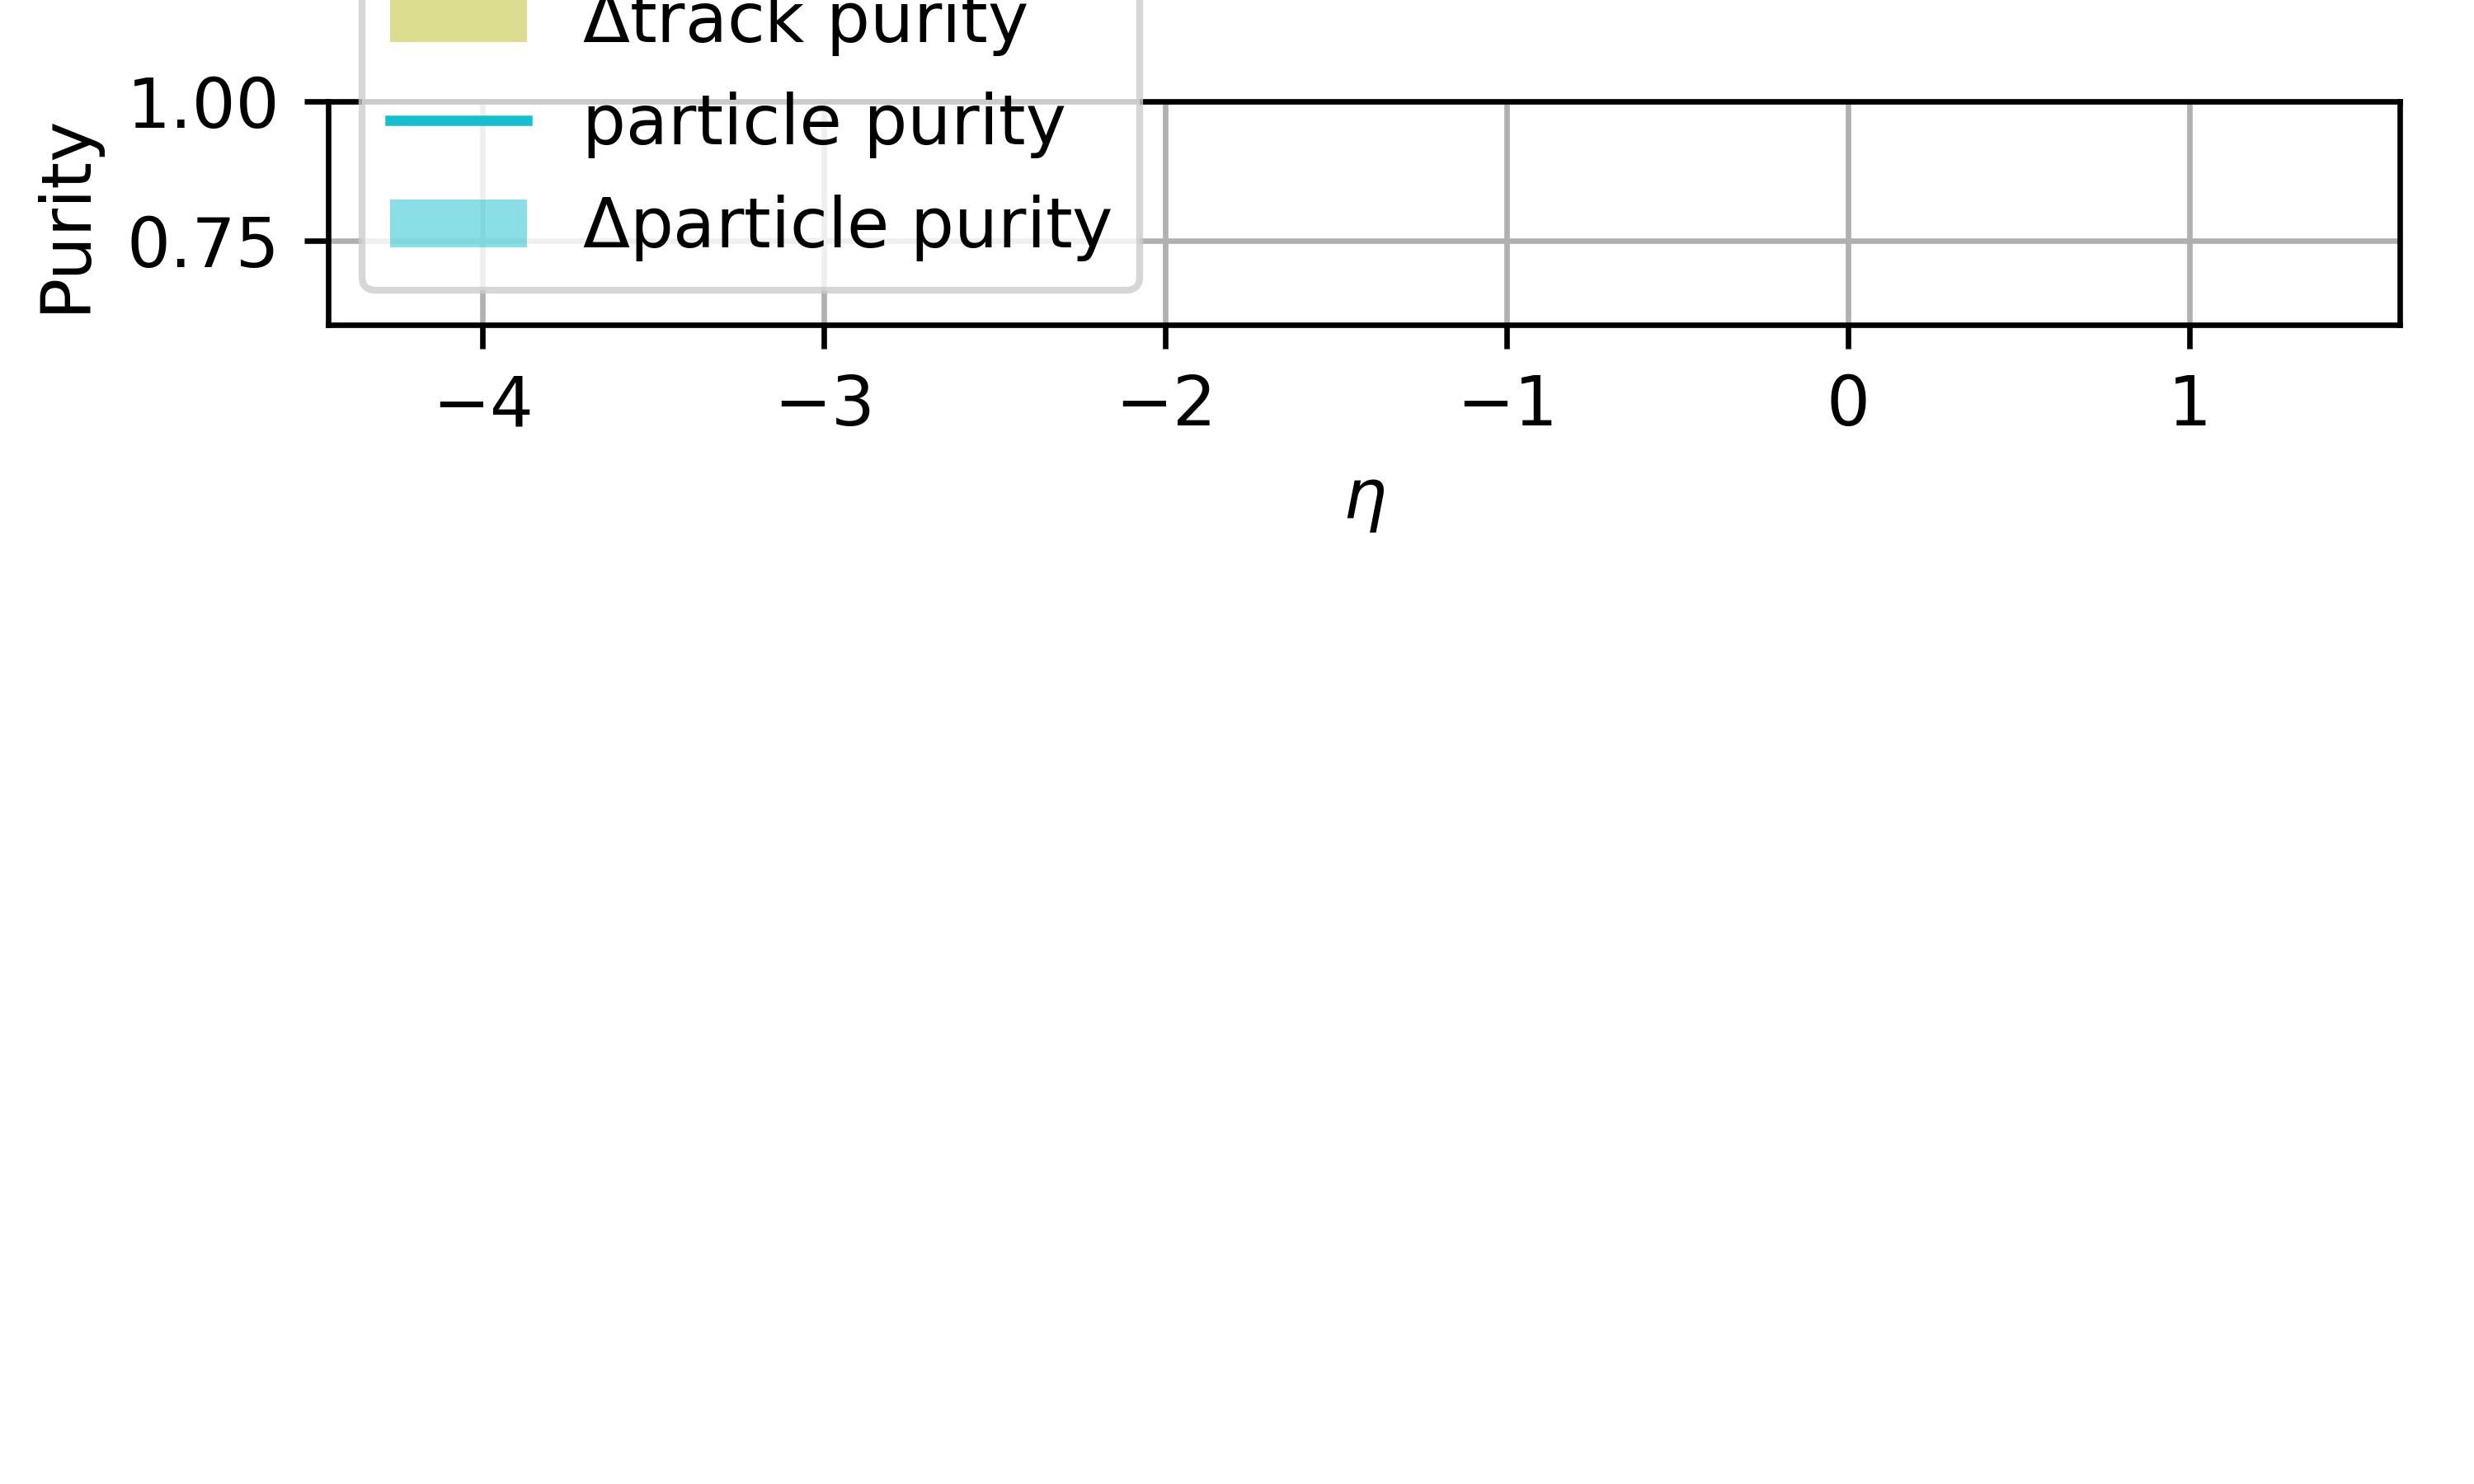 Δtrack purity
particle purity
Δparticle purity
1.00
0.75
Purity
−4 −3 −2 −1 0 1
η